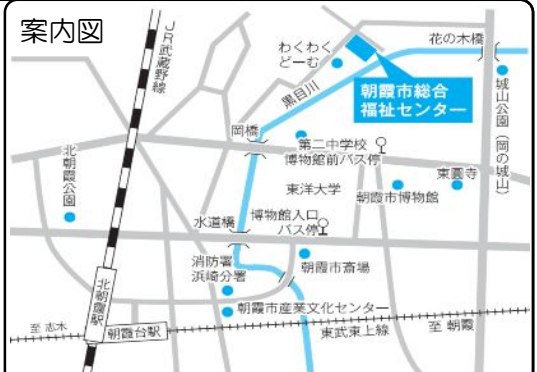 案内図
JR武蔵野線
わくわく
どーむ
花の木橋
黒目川
朝霞市総合
福祉センター
城山公園(岡の城山)
岡橋
第二中学校
博物館前バス停
北朝霞公園
東洋大学
東圓寺
朝霞市博物館
水道橋
博物館入口
バス停
消防署
浜崎分署
朝霞市斎場
北朝霞駅
朝霞市産業文化センター
至 志木
朝霞台駅
東武東上線
至 朝霞